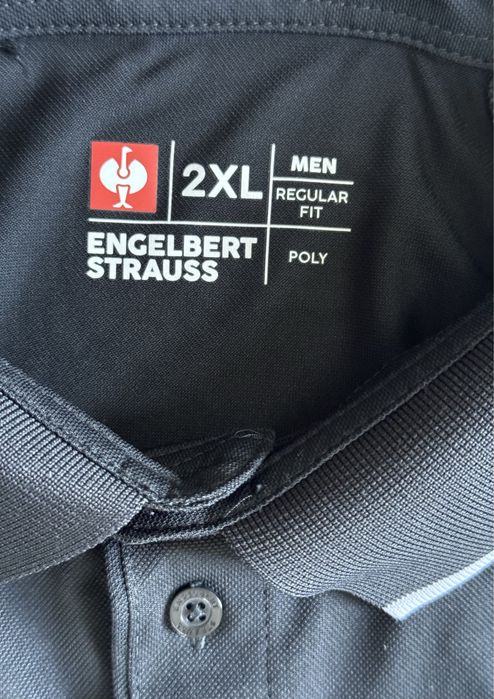 2XL
MEN
REGULAR
FIT
ENGELBERT
STRAUSS
POLY